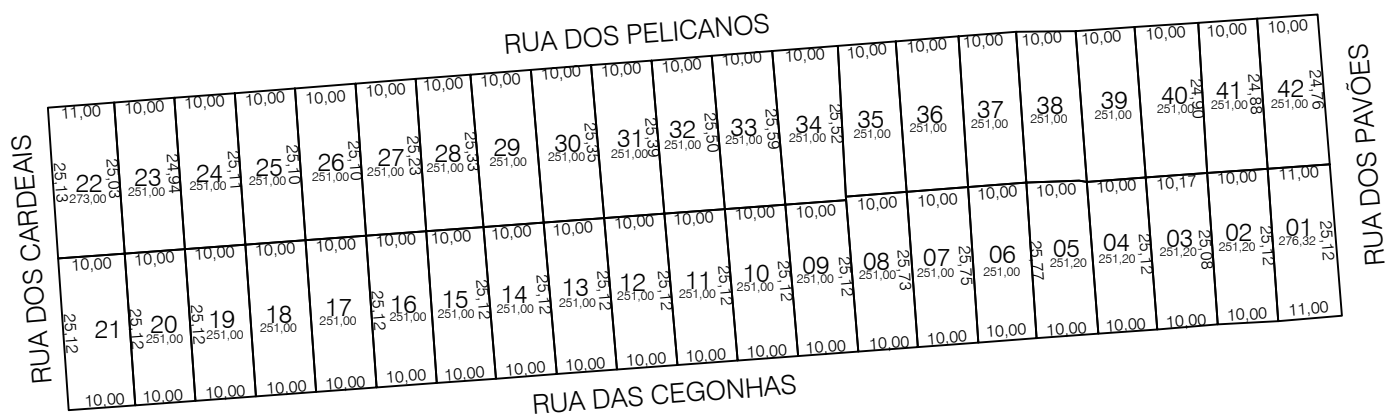 RUA DOS PELICANOS
RUA DOS CARDEAIS
RUA DOS PAVÕES
11,00 10,00 10,00 10,00 10,00 10,00 10,00 10,00 10,00 10,00 10,00 10,00 10,00 10,00 10,00 10,00 10,00 10,00 10,00 10,00 10,00
25,13 22 273,00 25,03
23 251,00 24,94
24 251,00 25,11
25 251,00 25,10
26 251,00 25,10
27 251,00 25,23
28 251,00 25,33
29 251,00
30 251,00 25,35
31 251,00 25,39
32 251,00 25,50
33 251,00 25,59
34 251,00 25,52
35 251,00
36 251,00
37 251,00
38 251,00
39 251,00
40 251,00 24,90
41 251,00 24,88
42 251,00 24,76
10,00 10,00 10,00 10,00 10,00 10,00 10,00 10,00 10,00 10,00 10,00 10,00 10,00 10,00 10,00 10,00 10,00 10,00 10,17 10,00 11,00
25,12 21 25,12
20 251,00 25,12
19 251,00
18 251,00
17 251,00 25,12
16 251,00
15 251,00 25,12
14 251,00 25,12
13 251,00 25,12
12 251,00 25,12
11 251,00 25,12
10 251,00 25,12
09 251,00 25,12
08 251,00 25,73
07 251,00 25,75
06 251,00 25,77
05 251,20
04 251,20 25,12
03 251,20 25,08
02 251,20 25,12
01 276,32 25,12
10,00 10,00 10,00 10,00 10,00 10,00 10,00 10,00 10,00 10,00 10,00 10,00 10,00 10,00 10,00 10,00 10,00 10,00 10,00 10,00 11,00
RUA DAS CEGONHAS